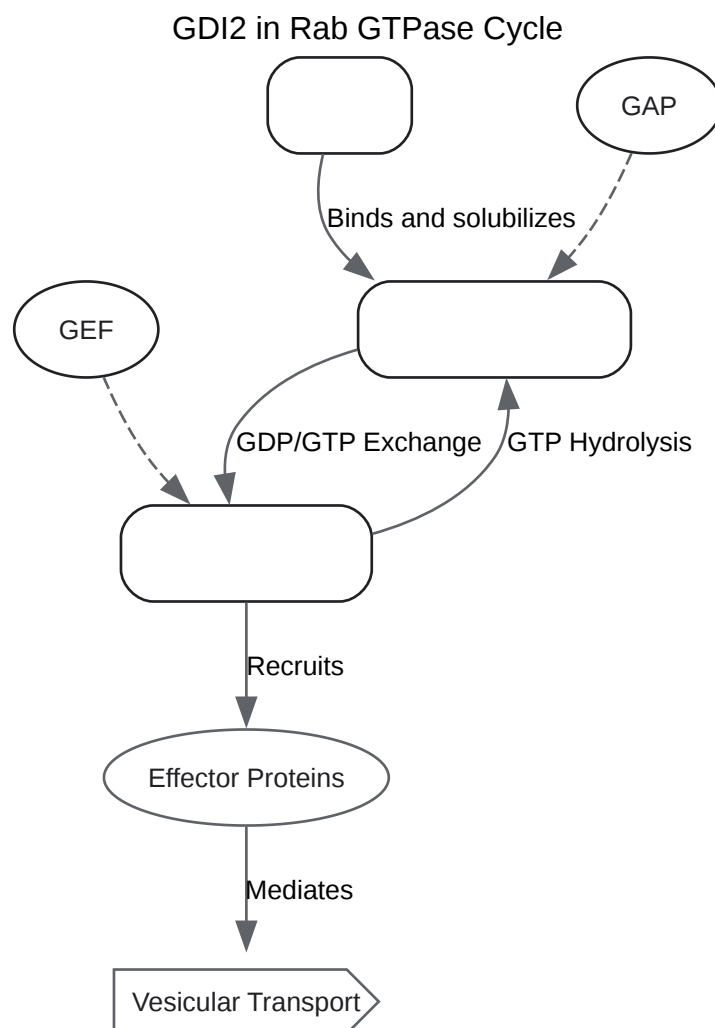 GDI2 in Rab GTPase Cycle
GAP
Binds and solubilizes
GEF
GDP/GTP Exchange
GTP Hydrolysis
Recruits
Effector Proteins
Mediates
Vesicular Transport